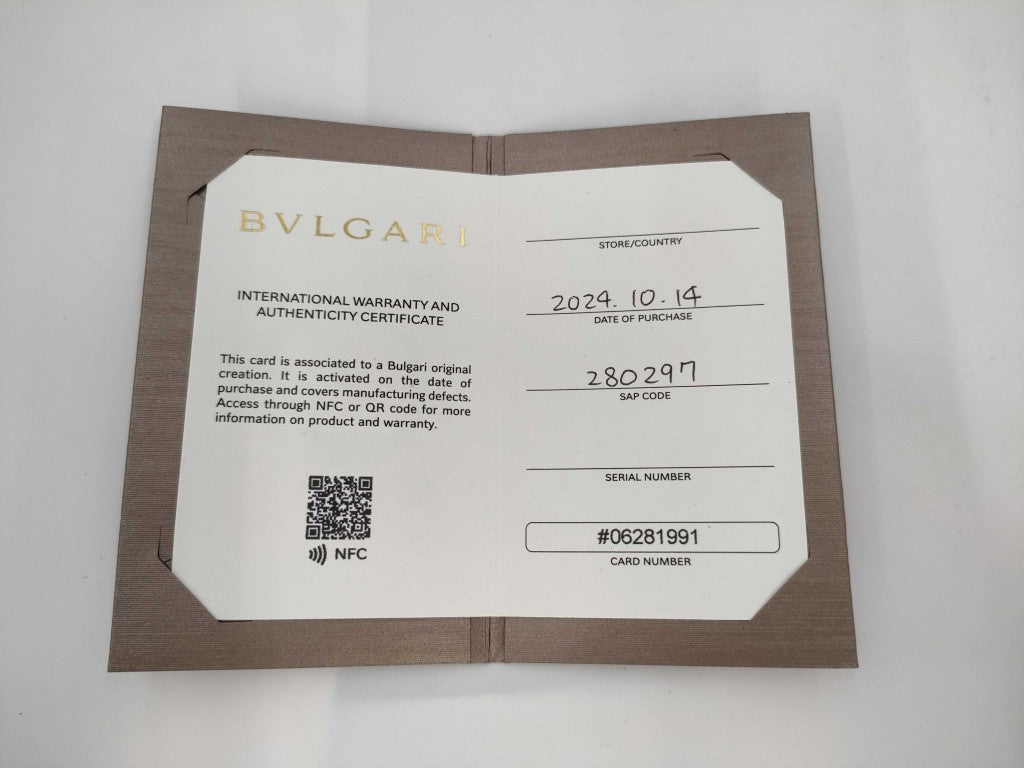 BVLGARI
INTERNATIONAL WARRANTY AND
AUTHENTICITY CERTIFICATE
This card is associated to a Bulgari original
creation. It is activated on the date of
purchase and covers manufacturing defects.
Access through NFC or QR code for more
information on product and warranty.
NFC
STORE/COUNTRY
2024.10.14
DATE OF PURCHASE
280297
SAP CODE
SERIAL NUMBER
#06281991
CARD NUMBER